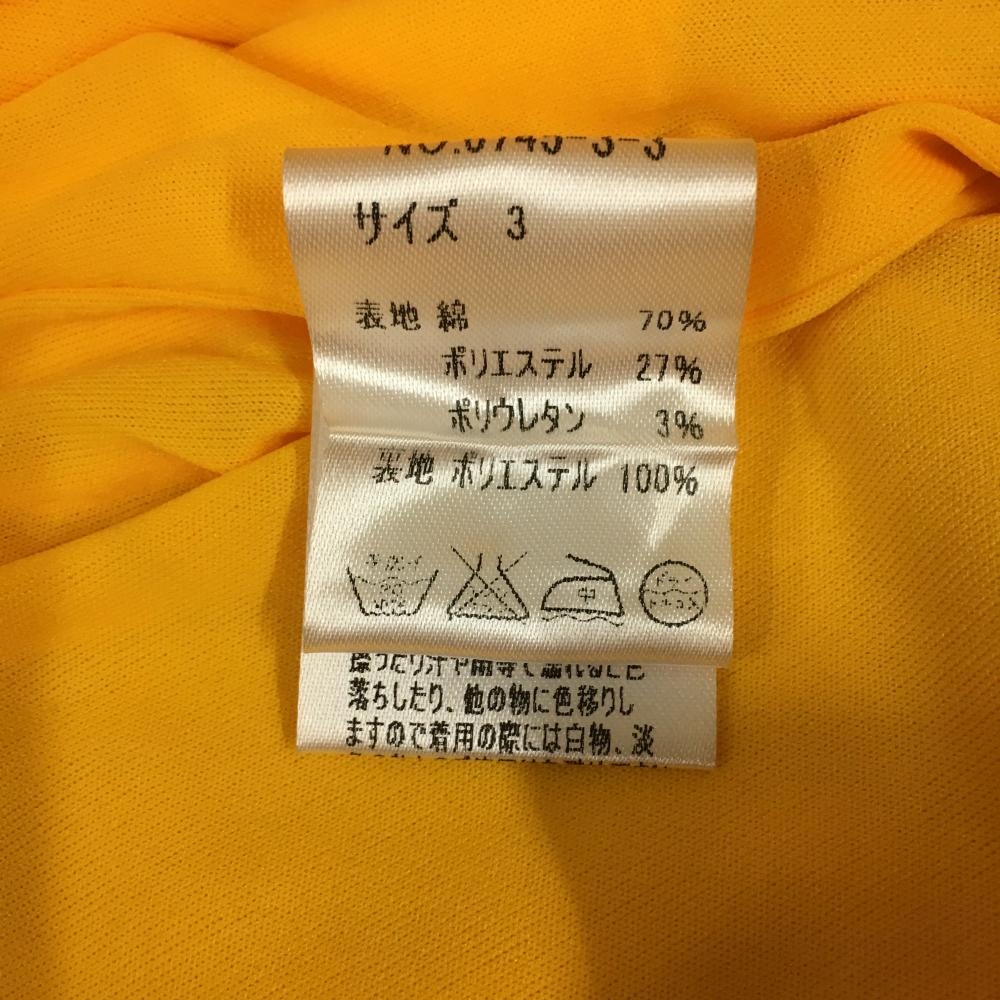 サイズ 3
表地 綿 70%
ポリエステル 27%
ポリウレタン 3%
裏地 ポリエステル 100%
中
落ちしたり、他の物に色移りし
ますので着用の際には白物、淡